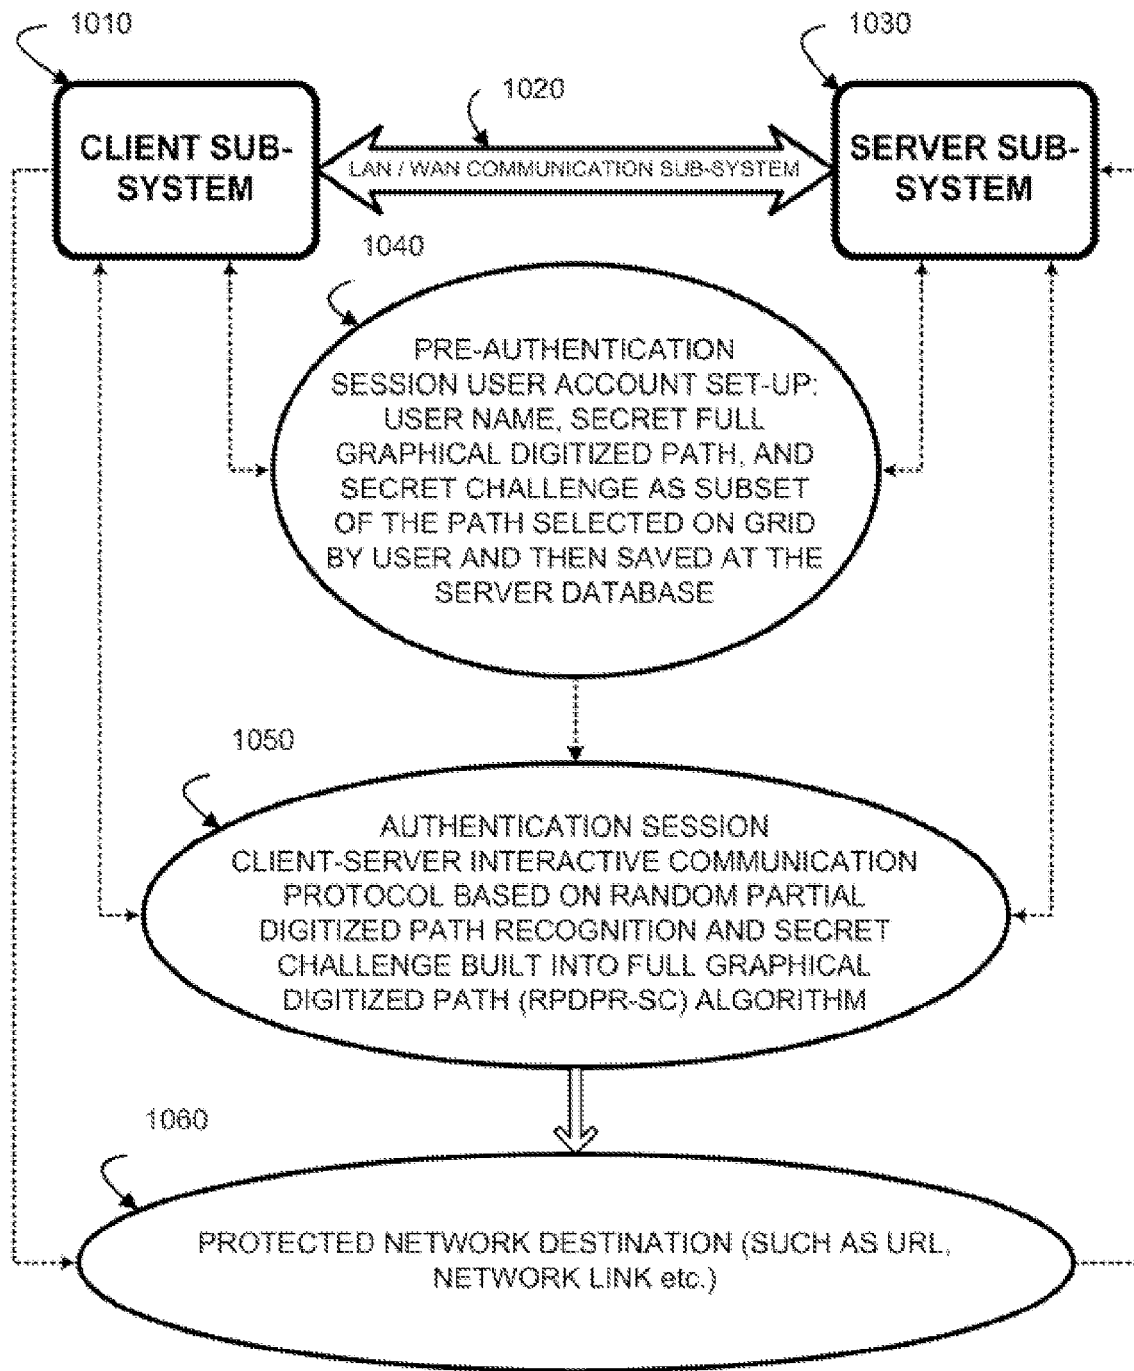 1010
1030
1020
CLIENT SUB-
SYSTEM
LAN / WAN COMMUNICATION SUB-SYSTEM
SERVER SUB-
SYSTEM
1040
PRE-AUTHENTICATION
SESSION USER ACCOUNT SET-UP:
USER NAME, SECRET FULL
GRAPHICAL DIGITIZED PATH, AND
SECRET CHALLENGE AS SUBSET
OF THE PATH SELECTED ON GRID
BY USER AND THEN SAVED AT THE
SERVER DATABASE
1050
AUTHENTICATION SESSION
CLIENT-SERVER INTERACTIVE COMMUNICATION
PROTOCOL BASED ON RANDOM PARTIAL
DIGITIZED PATH RECOGNITION AND SECRET
CHALLENGE BUILT INTO FULL GRAPHICAL
DIGITIZED PATH (RPDPR-SC) ALGORITHM
1060
PROTECTED NETWORK DESTINATION (SUCH AS URL,
NETWORK LINK etc.)